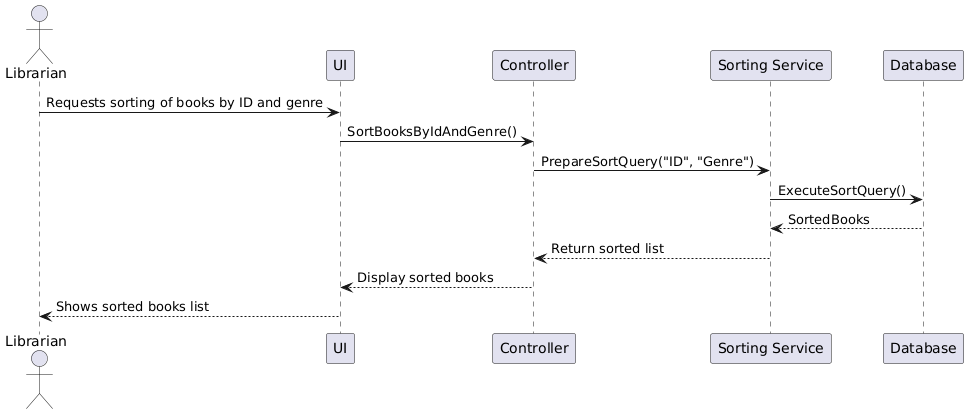 Librarian
UI
Controller
Sorting Service
Database
Requests sorting of books by ID and genre
SortBooksByIdAndGenre()
PrepareSortQuery("ID", "Genre")
ExecuteSortQuery()
SortedBooks
Return sorted list
Display sorted books
Shows sorted books list
Librarian
UI
Controller
Sorting Service
Database